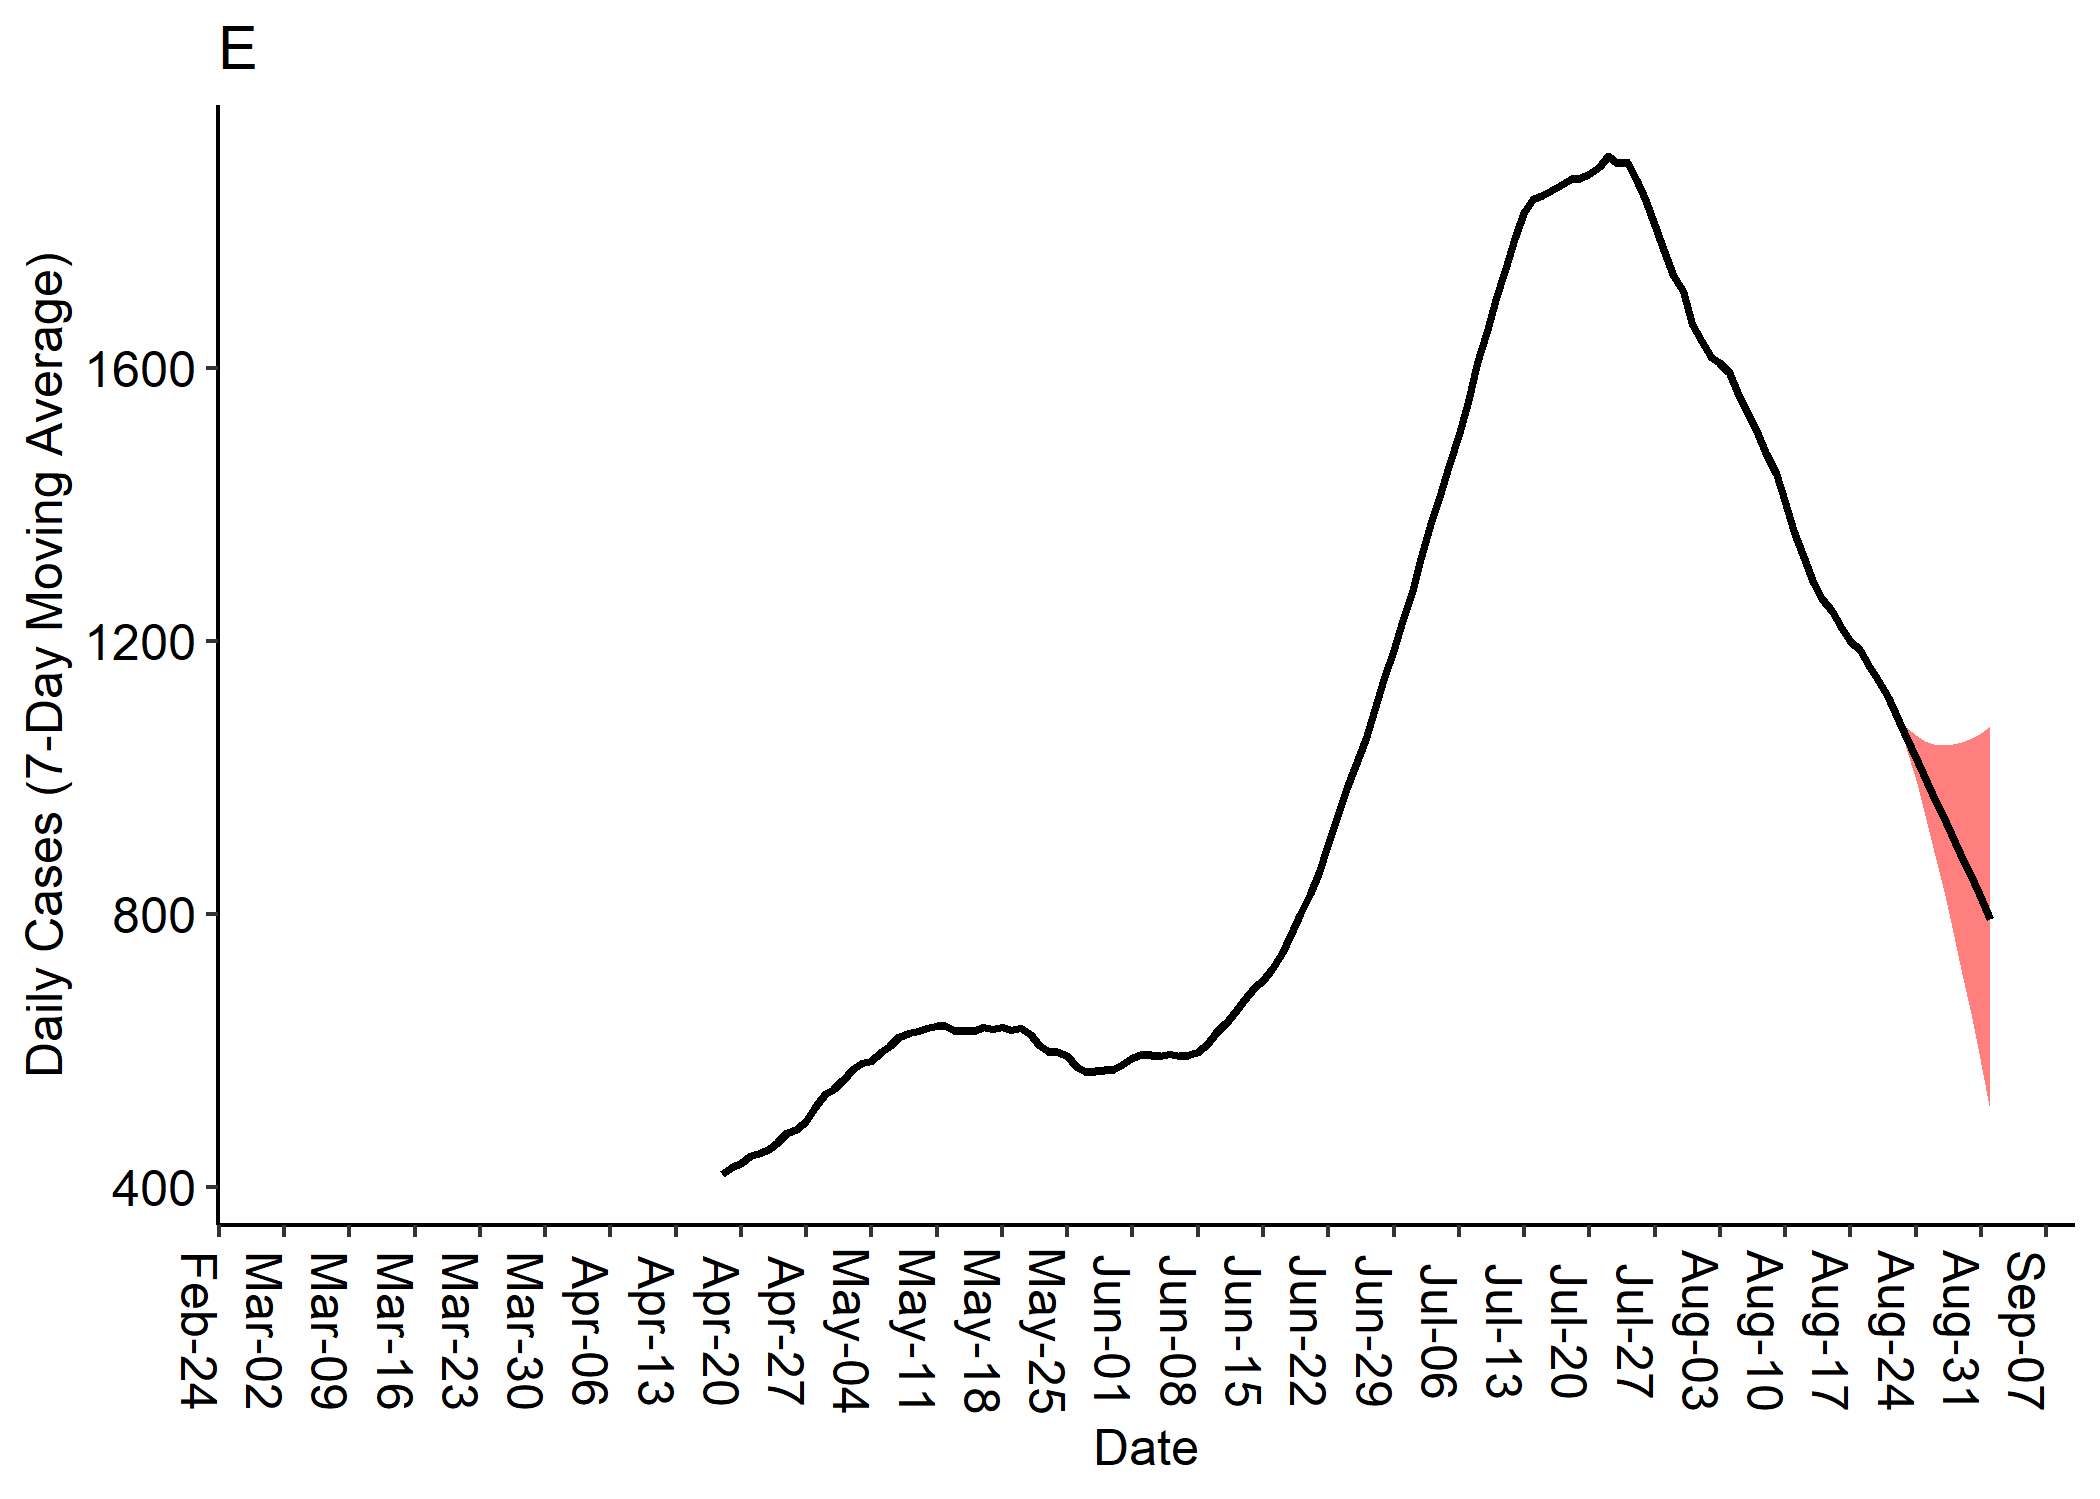 E
Daily Cases (7-Day Moving Average)
1600
1200
800
400
Feb-24
Mar-02
Mar-09
Mar-16
Mar-23
Mar-30
Apr-06
Apr-13
Apr-20
Apr-27
May-04
May-11
May-18
May-25
Jun-01
Jun-08
Jun-15
Jun-22
Jun-29
Jul-06
Jul-13
Jul-20
Jul-27
Aug-03
Aug-10
Aug-17
Aug-24
Aug-31
Sep-07
Date